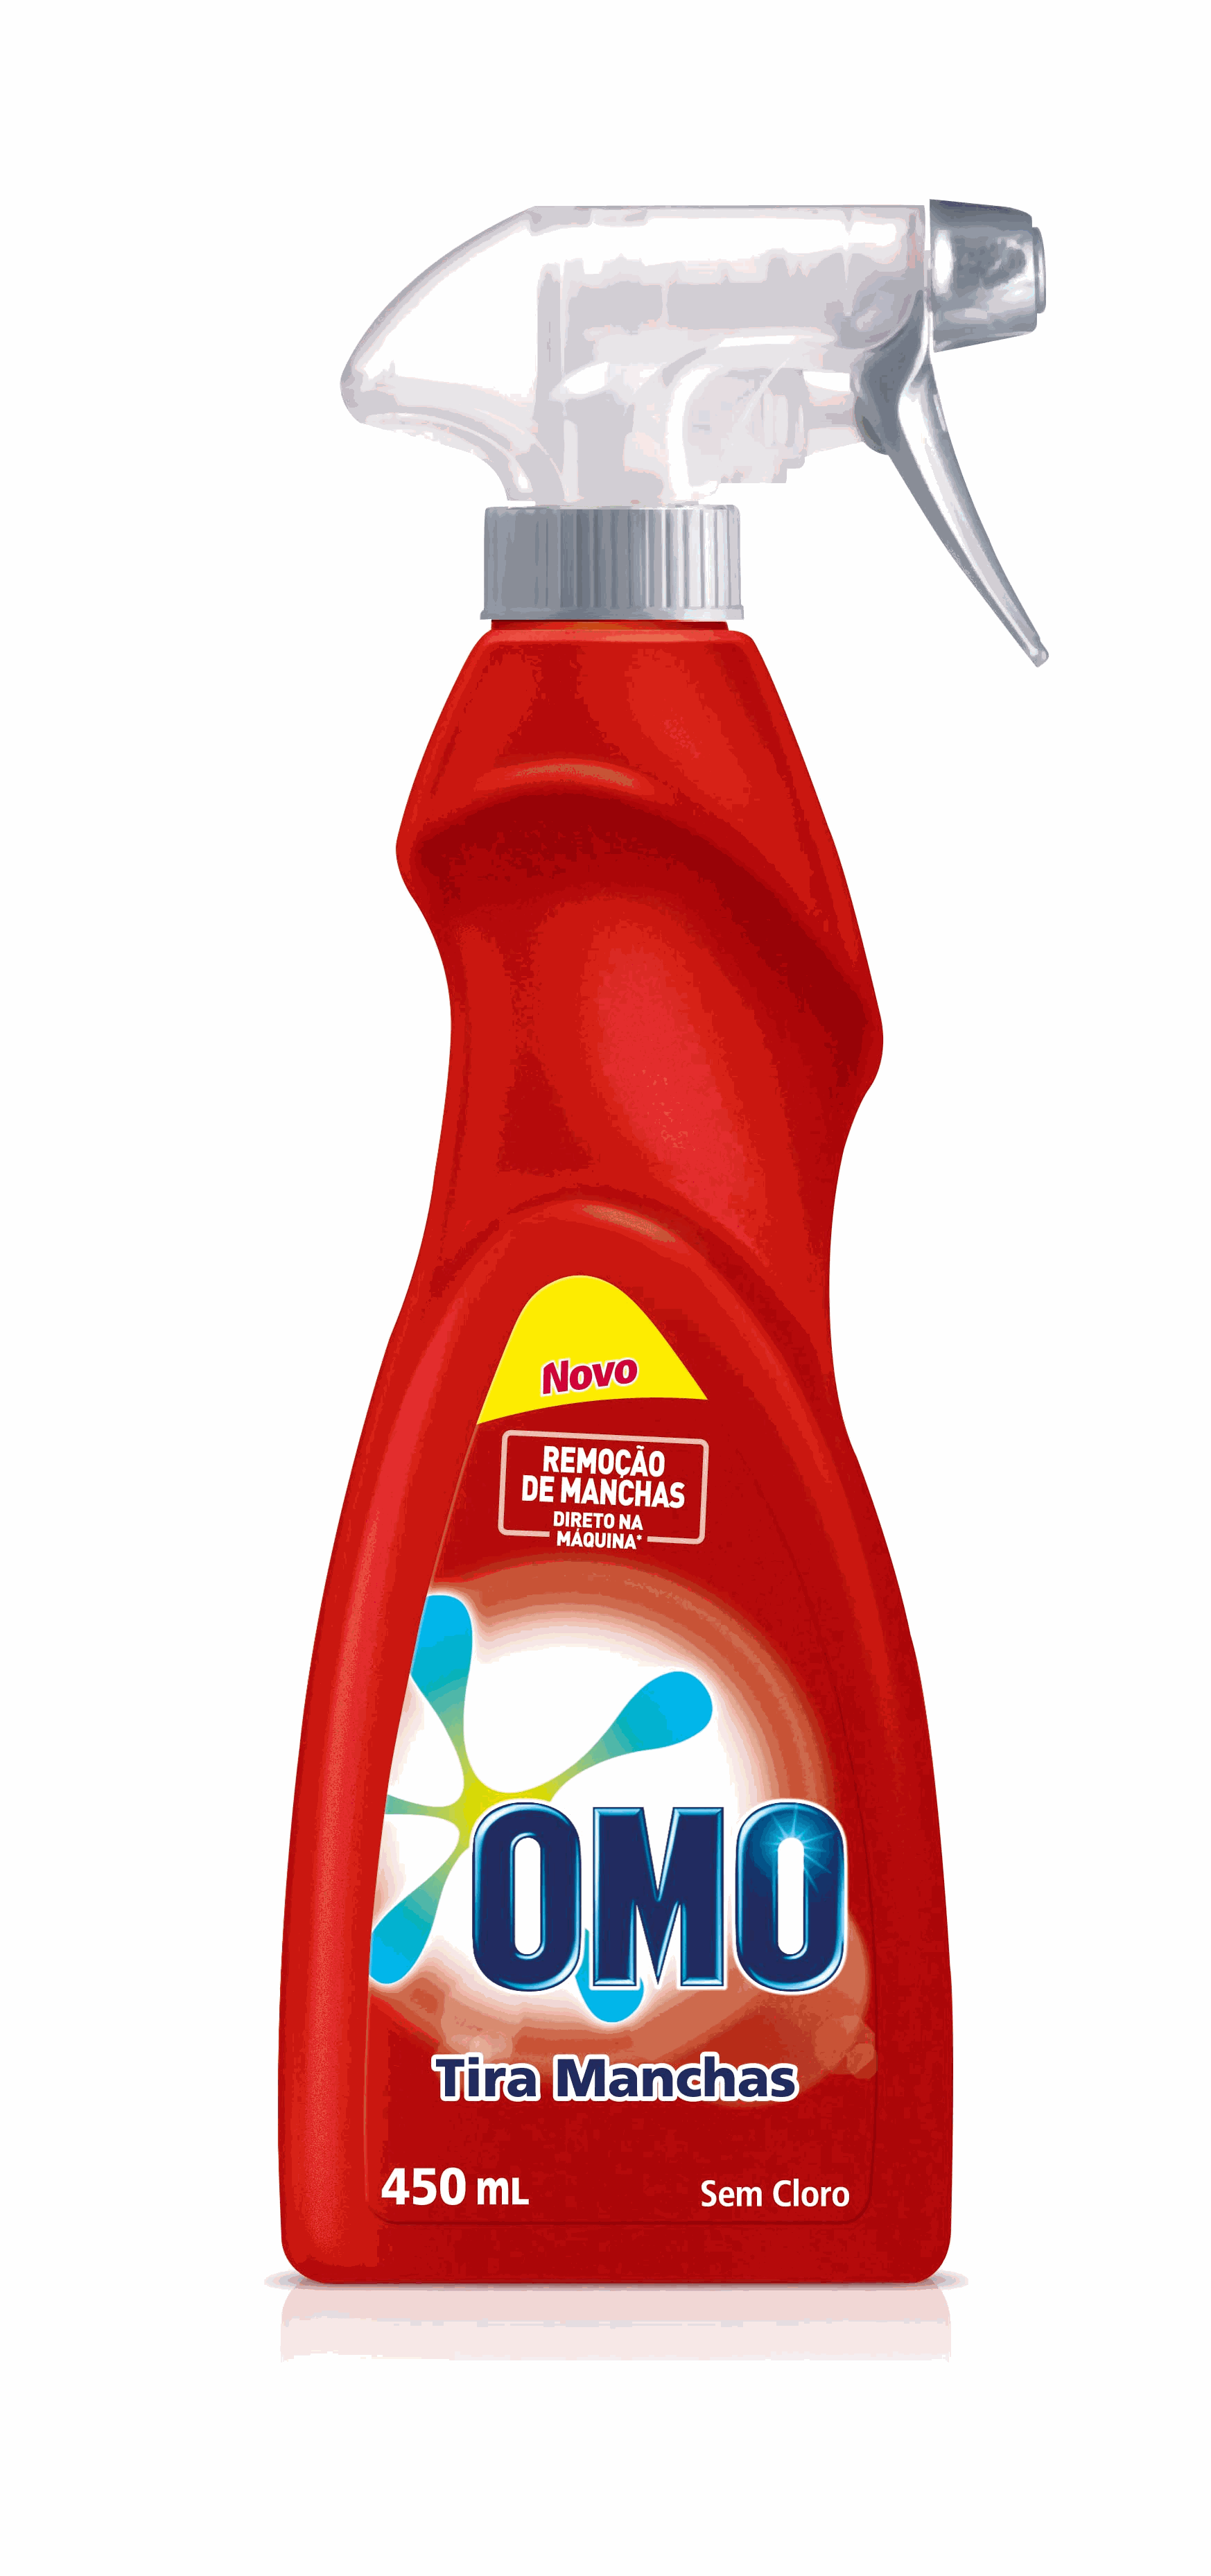 Novo
REMOÇÃO
DE MANCHAS
DIRETO NA
MÁQUINA*
OMO
Tira Manchas
450 mL
Sem Cloro